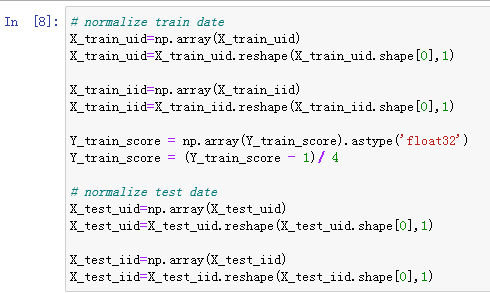 In [8]:
# normalize train date
X_train_uid=np.array(X_train_uid)
X_train_uid=X_train_uid.reshape(X_train_uid.shape[0],1)
X_train_iid=np.array(X_train_iid)
X_train_iid=X_train_iid.reshape(X_train_iid.shape[0],1)
Y_train_score = np.array(Y_train_score).astype('float32')
Y_train_score = (Y_train_score - 1)/ 4
# normalize test date
X_test_uid=np.array(X_test_uid)
X_test_uid=X_test_uid.reshape(X_test_uid.shape[0],1)
X_test_iid=np.array(X_test_iid)
X_test_iid=X_test_iid.reshape(X_test_iid.shape[0],1)